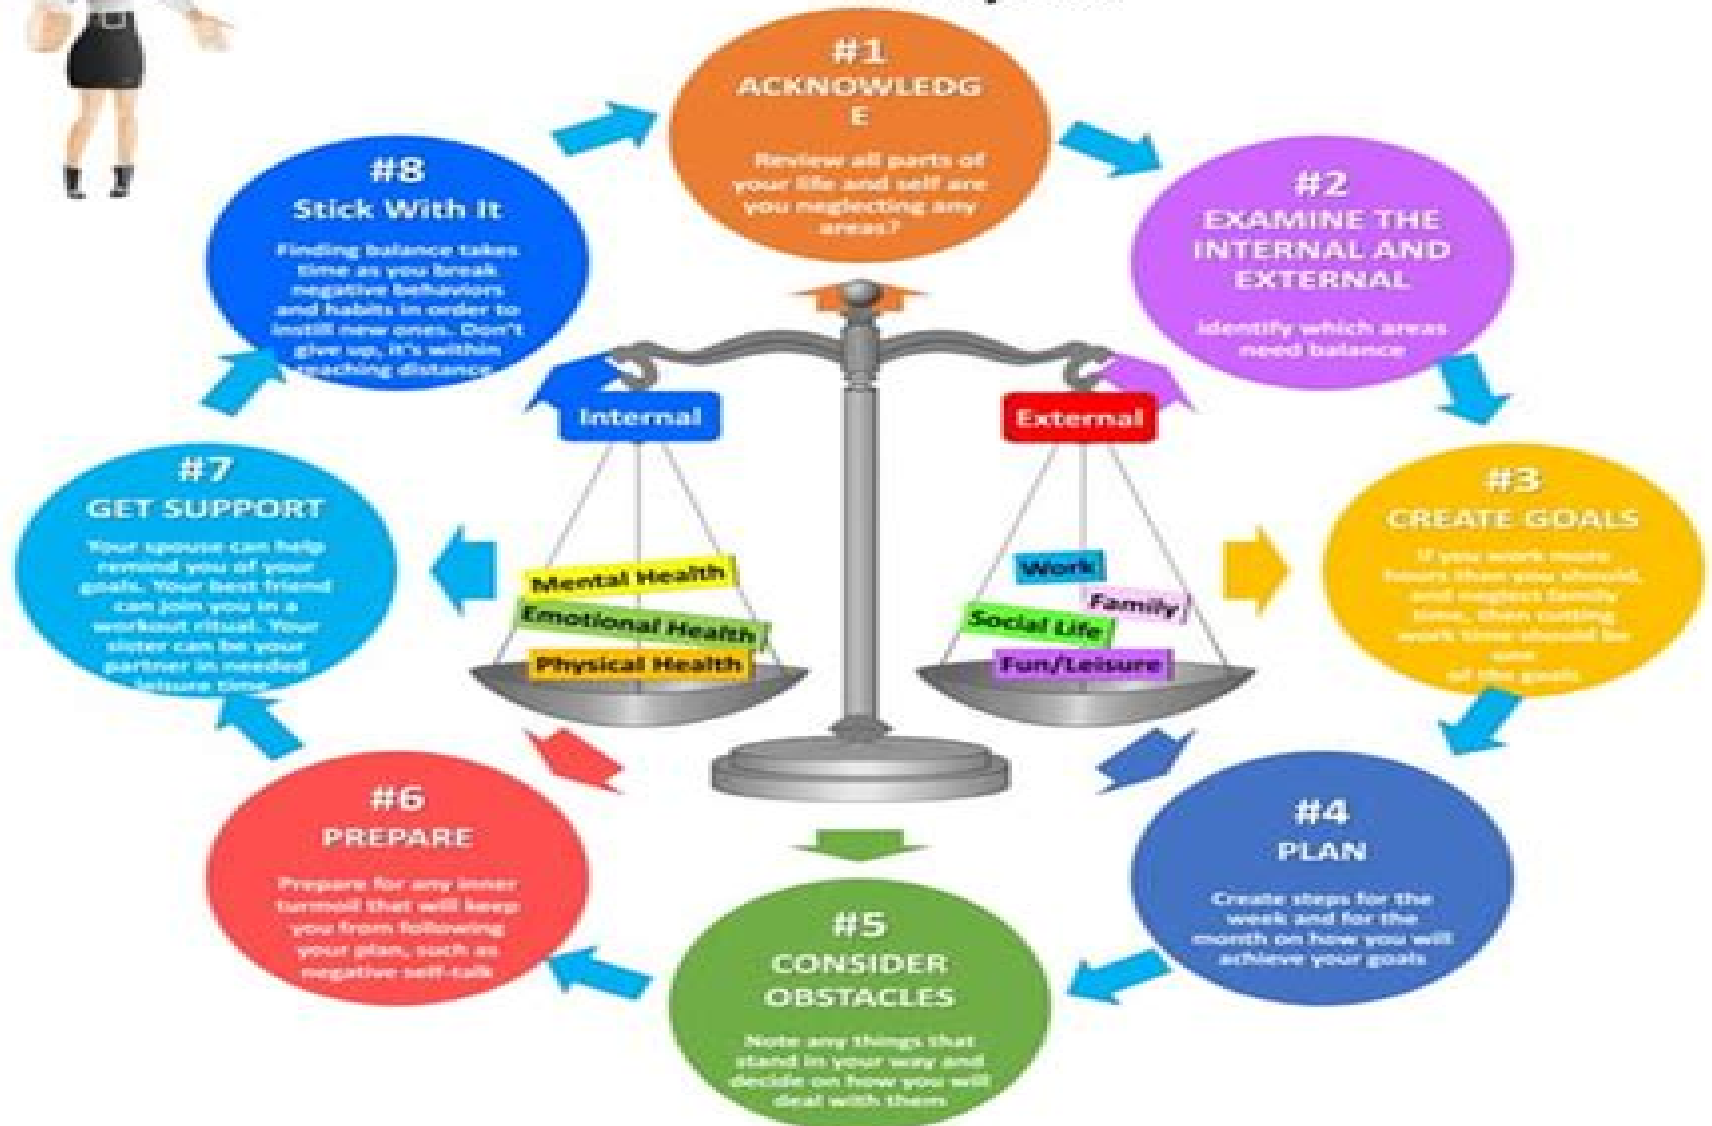 #1
ACKNOWLEDG
E
Review all parts of
your life and self are
you neglecting any
areas?
#2
EXAMINE THE
INTERNAL AND
EXTERNAL
Identify which areas
need balance
#3
CREATE GOALS
If you work more
hours than you should,
and neglect family
time, then cutting
work time should be
one
of the goals
#4
PLAN
Create steps for the
week and for the
month on how you will
achieve your goals
#5
CONSIDER
OBSTACLES
Note any things that
stand in your way and
decide on how you will
deal with them
#6
PREPARE
Prepare for any inner
turmoil that will keep
you from following
your plan, such as
negative self-talk
#7
GET SUPPORT
Your spouse can help
remind you of your
goals. Your best friend
can join you in a
workout ritual. Your
sister can be your
partner in needed
leisure time
#8
Stick With It
Finding balance takes
time as you break
negative behaviors
and habits in order to
instill new ones. Don't
give up, it's within
reaching distance
Internal
Mental Health
Emotional Health
Physical Health
External
Work
Family
Social Life
Fun/Leisure